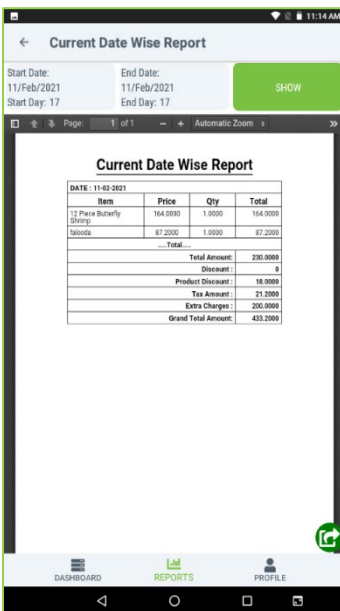 11:14 AM
Current Date Wise Report
Start Date:
11/Feb/2021
Start Day: 17
End Date:
11/Feb/2021
End Day: 17
SHOW
Page: 1 of 1 − + Automatic Zoom
Current Date Wise Report
DATE : 11-02-2021
Item Price Qty Total
12 Piece Butterfly Shrimp 164.0000 1.0000 164.0000
falooda 87.2000 1.0000 87.2000
.....Total.....
Total Amount: 230.0000
Discount : 0
Product Discount : 18.0000
Tax Amount : 21.2000
Extra Charges : 200.0000
Grand Total Amount: 433.2000
DASHBOARD
REPORTS
PROFILE